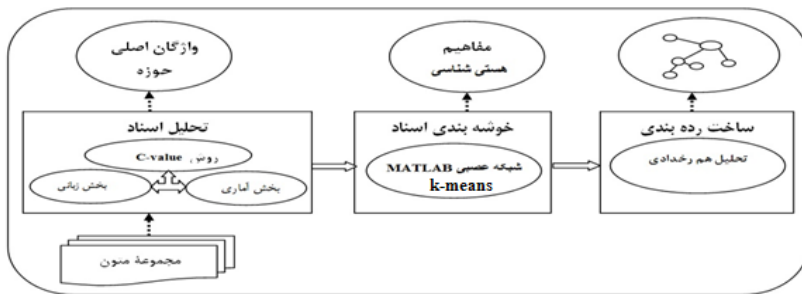 واژگان اصلی
حوزه
مفاهیم
هستی شناسی
تحلیل اسناد
روش C-value
بخش زبانی
بخش آماری
خوشه بندی اسناد
شبکه عصبی MATLAB
k-means
ساخت رده بندی
تحلیل هم رخدادی
مجموعۀ متون